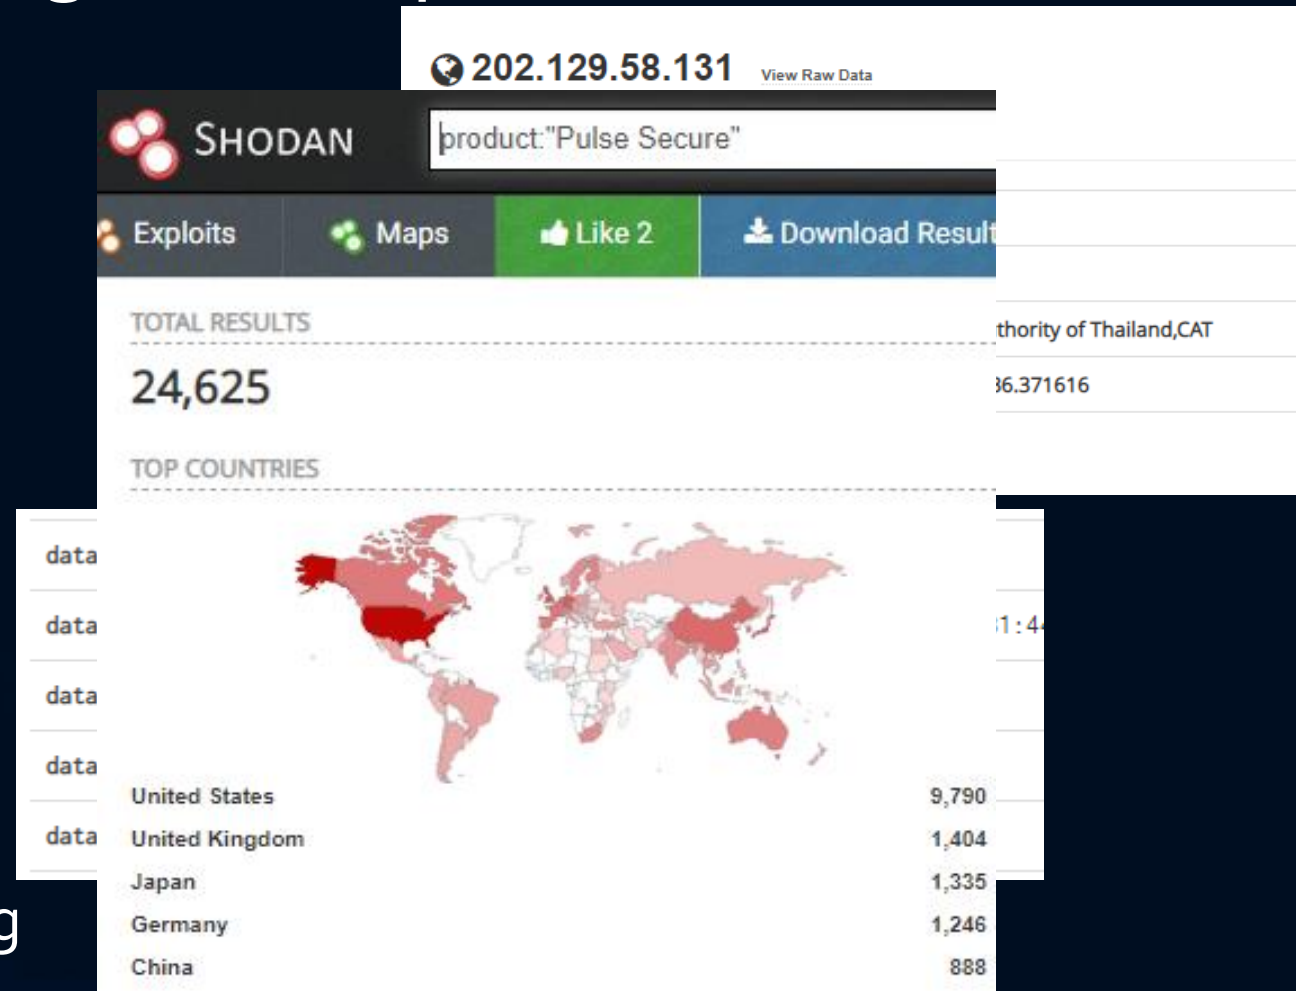 202.129.58.131 View Raw Data
SHODAN product:"Pulse Secure"
Exploits Maps Like 2 Download Result
TOTAL RESULTS
thority of Thailand,CAT
24,625
36.371616
TOP COUNTRIES
data
data
1:44
data
data
United States 9,790
data
United Kingdom 1,404
Japan 1,335
g
Germany 1,246
China 888